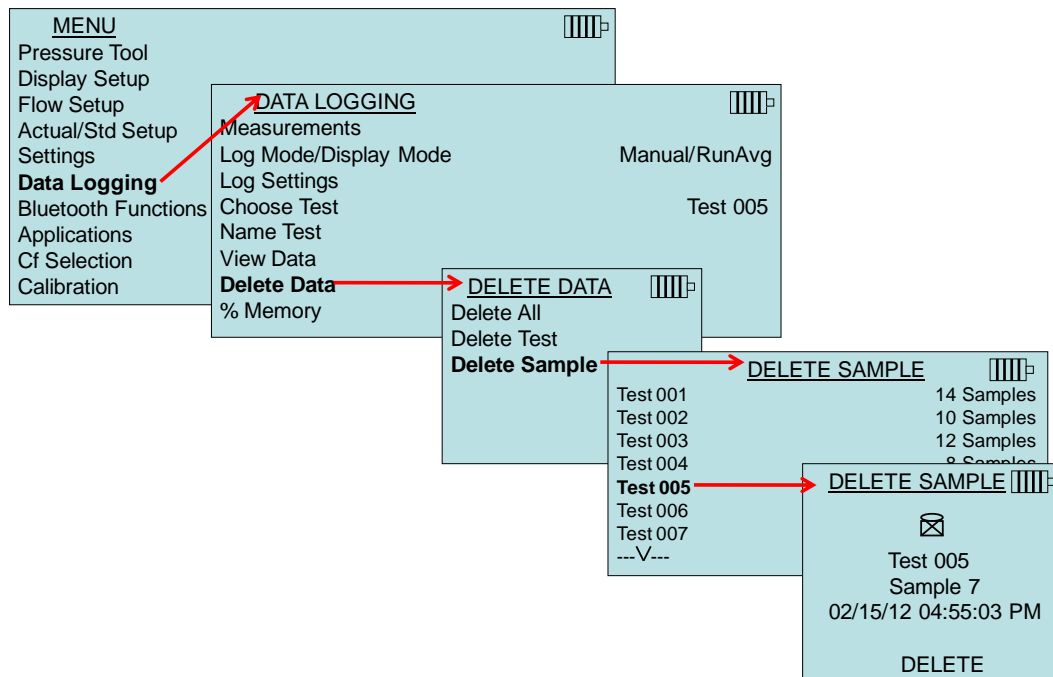 MENU
Pressure Tool
Display Setup
Flow Setup
Actual/Std Setup
Settings
Data Logging
Bluetooth Functions
Applications
Cf Selection
Calibration
DATA LOGGING
Measurements
Log Mode/Display Mode Manual/RunAvg
Log Settings
Choose Test Test 005
Name Test
View Data
Delete Data
% Memory
DELETE DATA
Delete All
Delete Test
Delete Sample
DELETE SAMPLE
Test 001 14 Samples
Test 002 10 Samples
Test 003 12 Samples
Test 004 8 Samples
Test 005
Test 006
Test 007
---V---
DELETE SAMPLE
Test 005
Sample 7
02/15/12 04:55:03 PM
DELETE